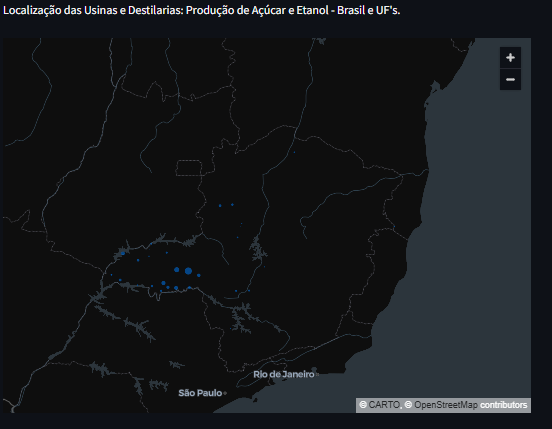 Localização das Usinas e Destilarias: Produção de Açúcar e Etanol - Brasil e UF's.
+
−
Rio de Janeiro
São Paulo
© CARTO, © OpenStreetMap contributors